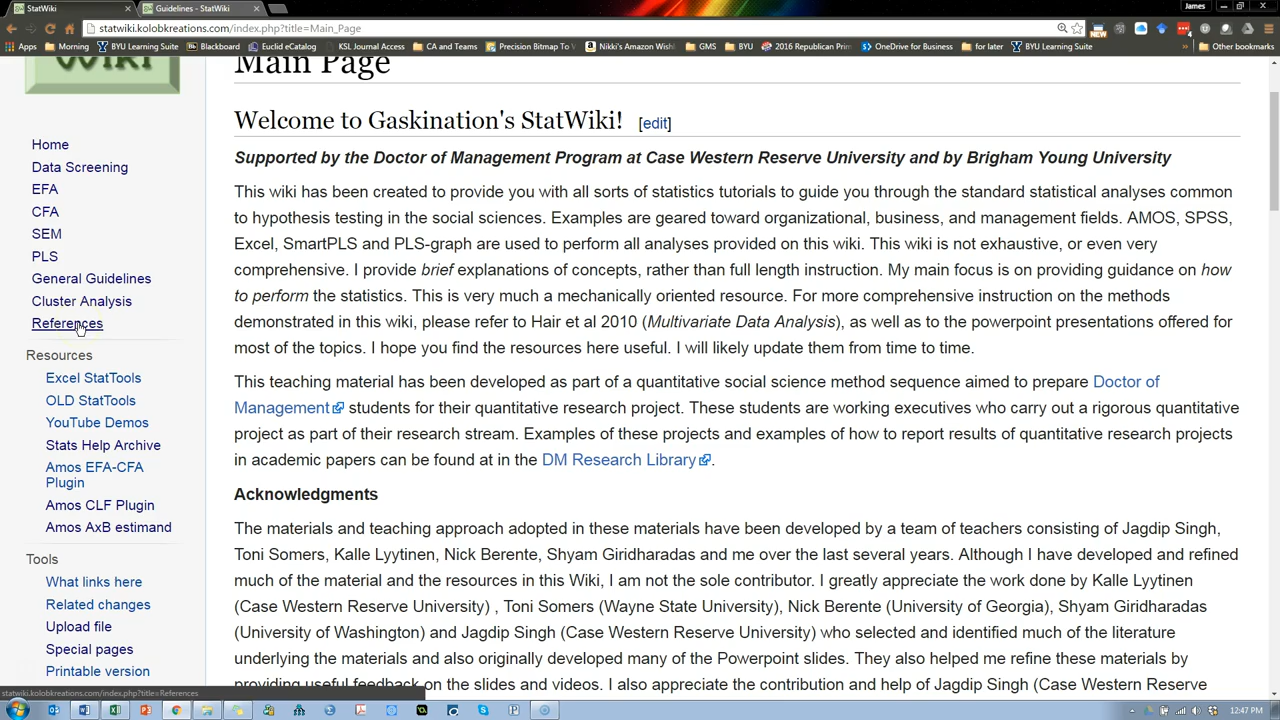 StatWiki
Guidelines - StatWiki
James
statwiki.kolobkreations.com/index.php?title=Main_Page
Apps
Morning
BYU Learning Suite
Blackboard
Euclid eCatalog
KSL Journal Access
CA and Teams
Precision Bitmap To V
Nikki's Amazon Wish
GMS
BYU
2016 Republican Prim
OneDrive for Business
for later
BYU Learning Suite
Other bookmarks
NEW
Home
Data Screening
EFA
CFA
SEM
PLS
General Guidelines
Cluster Analysis
References
Resources
Excel StatTools
OLD StatTools
YouTube Demos
Stats Help Archive
Amos EFA-CFA
Plugin
Amos CLF Plugin
Amos AxB estimand
Tools
What links here
Related changes
Upload file
Special pages
Printable version
Main Page
Welcome to Gaskination's StatWiki! [edit]
Supported by the Doctor of Management Program at Case Western Reserve University and by Brigham Young University
This wiki has been created to provide you with all sorts of statistics tutorials to guide you through the standard statistical analyses common
to hypothesis testing in the social sciences. Examples are geared toward organizational, business, and management fields. AMOS, SPSS,
Excel, SmartPLS and PLS-graph are used to perform all analyses provided on this wiki. This wiki is not exhaustive, or even very
comprehensive. I provide brief explanations of concepts, rather than full length instruction. My main focus is on providing guidance on how
to perform the statistics. This is very much a mechanically oriented resource. For more comprehensive instruction on the methods
demonstrated in this wiki, please refer to Hair et al 2010 (Multivariate Data Analysis), as well as to the powerpoint presentations offered for
most of the topics. I hope you find the resources here useful. I will likely update them from time to time.
This teaching material has been developed as part of a quantitative social science method sequence aimed to prepare Doctor of
Management students for their quantitative research project. These students are working executives who carry out a rigorous quantitative
project as part of their research stream. Examples of these projects and examples of how to report results of quantitative research projects
in academic papers can be found at in the DM Research Library.
Acknowledgments
The materials and teaching approach adopted in these materials have been developed by a team of teachers consisting of Jagdip Singh,
Toni Somers, Kalle Lyytinen, Nick Berente, Shyam Giridharadas and me over the last several years. Although I have developed and refined
much of the material and the resources in this Wiki, I am not the sole contributor. I greatly appreciate the work done by Kalle Lyytinen
(Case Western Reserve University) , Toni Somers (Wayne State University), Nick Berente (University of Georgia), Shyam Giridharadas
(University of Washington) and Jagdip Singh (Case Western Reserve University) who selected and identified much of the literature
underlying the materials and also originally developed many of the Powerpoint slides. They also helped me refine these materials by
providing useful feedback on the slides and videos. I also appreciate the contribution and help of Jagdip Singh (Case Western Reserve
statwiki.kolobkreations.com/index.php?title=References
12:47 PM